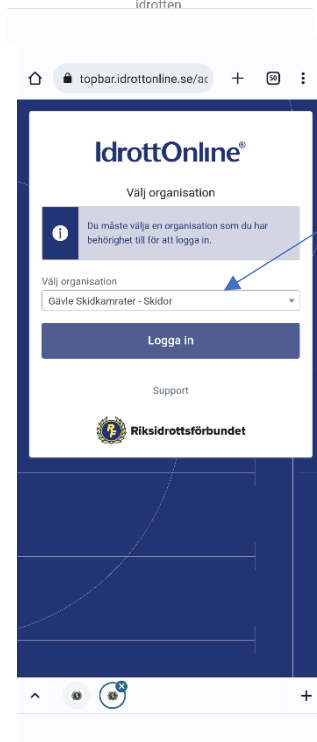 idrotten
topbar.idrottonline.se/ac
50
IdrottOnline®
Välj organisation
Du måste välja en organisation som du har
behörighet till för att logga in.
Välj organisation
Gävle Skidkamrater - Skidor
Logga in
Support
RF Riksidrottsförbundet